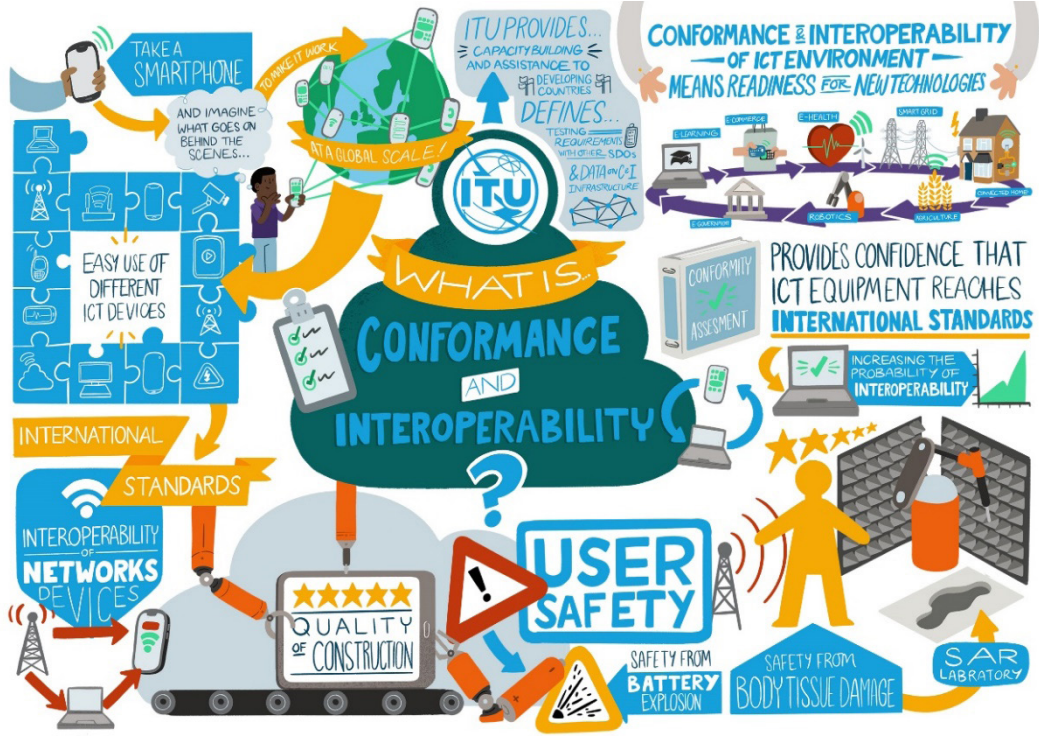 TAKE A
SMARTPHONE
AND IMAGINE
WHAT GOES ON
BEHIND THE
SCENES...
TO MAKE IT WORK
AT A GLOBAL SCALE!
EASY USE OF
DIFFERENT
ICT DEVICES
INTERNATIONAL
STANDARDS
INTEROPERABILITY
OF
NETWORKS
DEVICES
ITU PROVIDES...
CAPACITY BUILDING
AND ASSISTANCE TO
DEVELOPING
COUNTRIES
DEFINES...
TESTING
REQUIREMENTS
WITH OTHER SDOs
& DATA ON C&I
INFRASTRUCTURE
ITU
WHAT IS...
CONFORMANCE
AND
INTEROPERABILITY
?
CONFORMANCE & INTEROPERABILITY
OF ICT ENVIRONMENT
MEANS READINESS FOR NEW TECHNOLOGIES
E-LEARNING
E-COMMERCE
E-HEALTH
SMART GRID
CONNECTED HOME
AGRICULTURE
ROBOTICS
E-GOVERNMENT
CONFORMITY
ASSESMENT
PROVIDES CONFIDENCE THAT
ICT EQUIPMENT REACHES
INTERNATIONAL STANDARDS
INCREASING THE
PROBABILITY OF
INTEROPERABILITY
QUALITY
OF CONSTRUCTION
!
USER
SAFETY
SAFETY FROM
BATTERY
EXPLOSION
SAFETY FROM
BODY TISSUE DAMAGE
SAR
LABRATORY